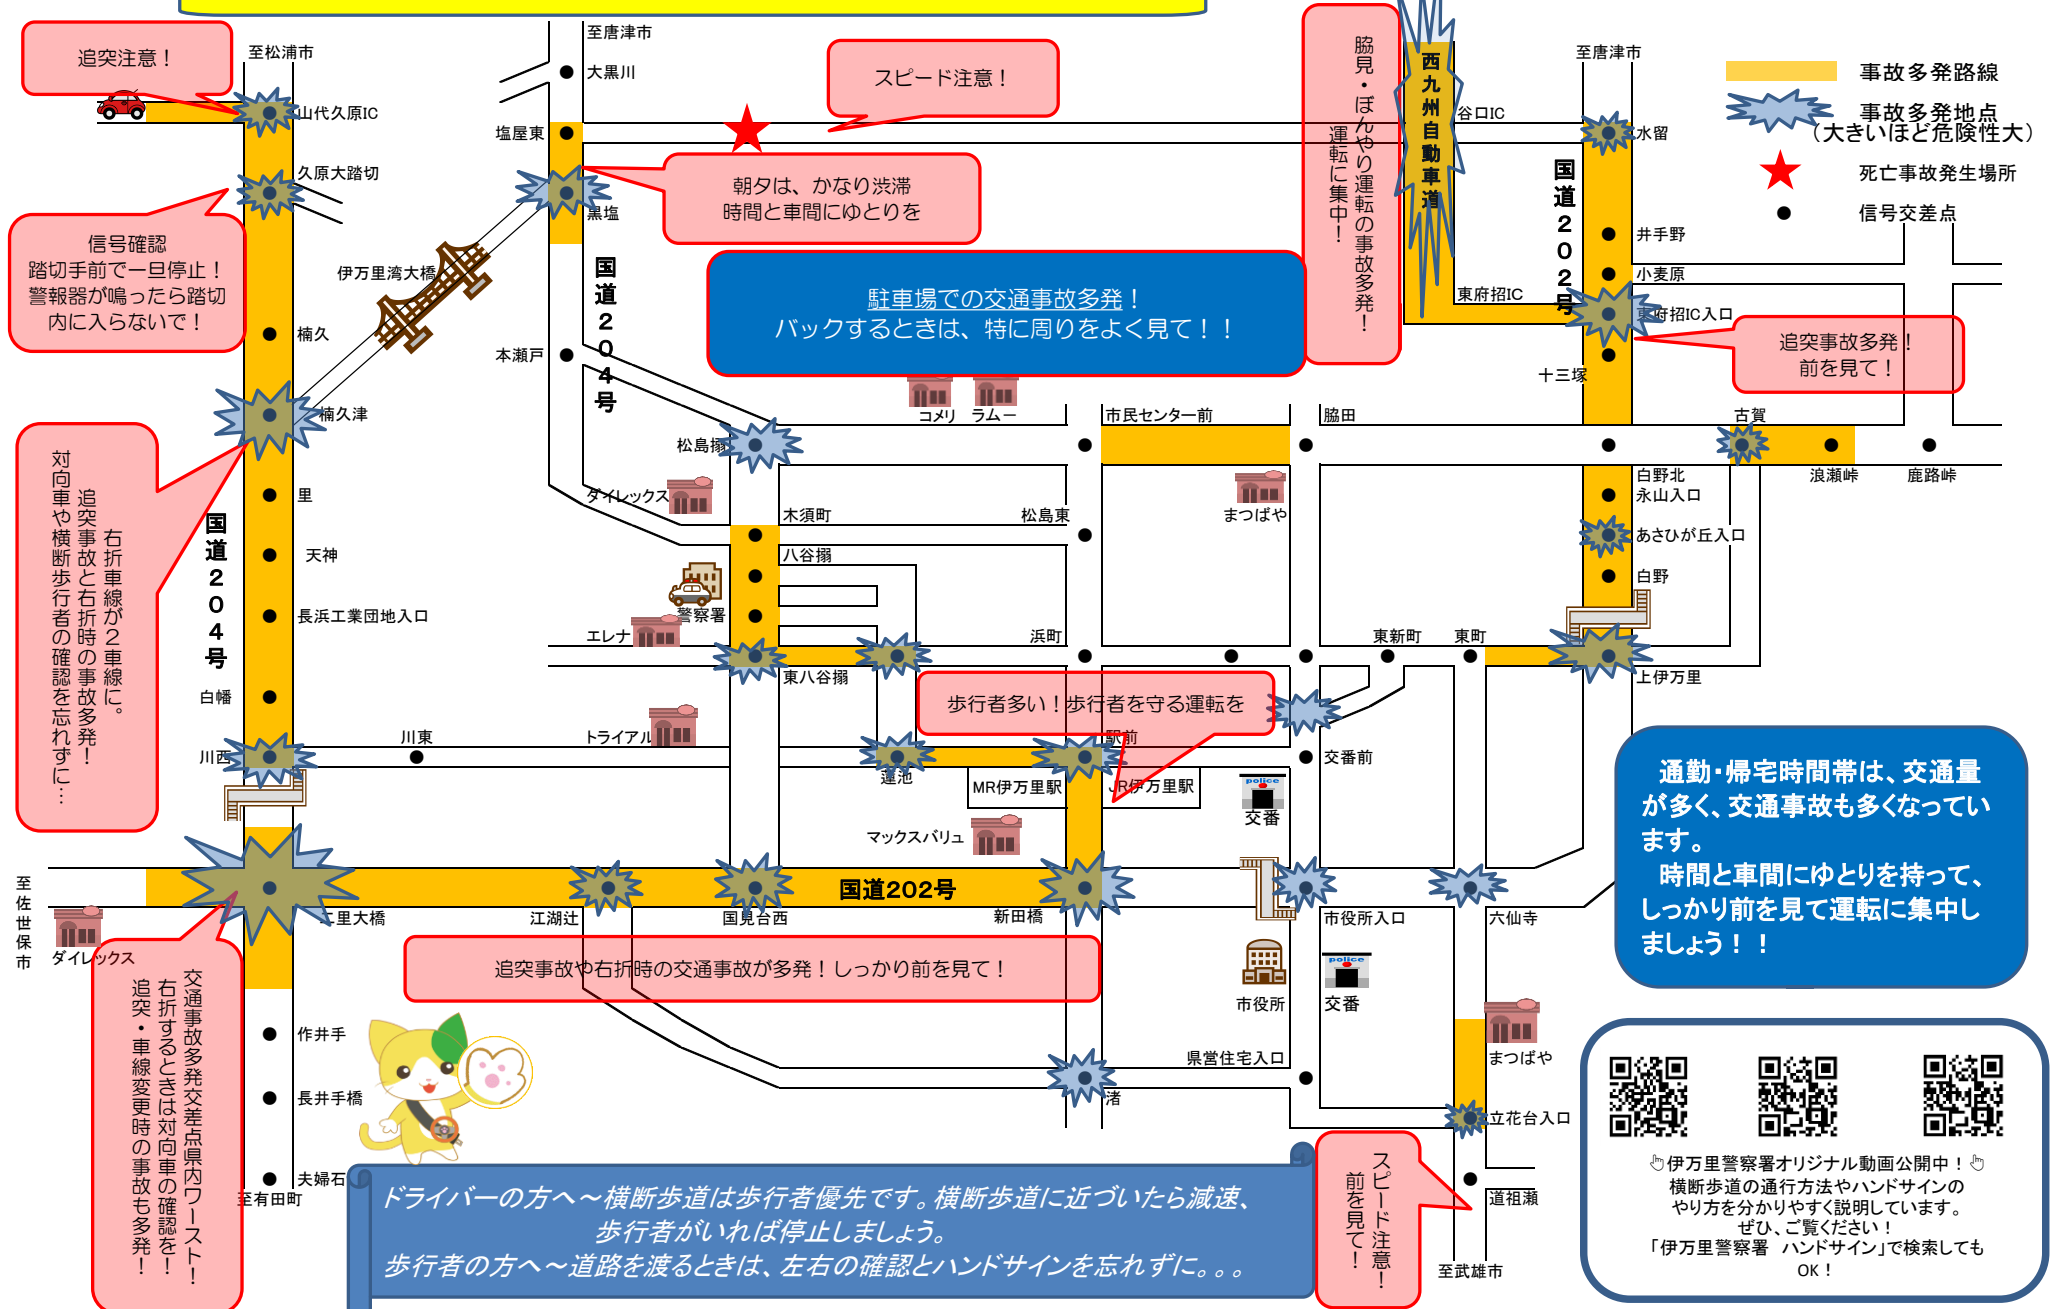 追突注意！
至松浦市
山代久原IC
久原大踏切
信号確認
踏切手前で一旦停止！
警報器が鳴ったら踏切
内に入らないで！
楠久
伊万里湾大橋
楠久津
里
天神
長浜工業団地入口
白幡
川西
国道２０４号
右折車線が２車線に。
追突事故と右折時の事故多発！
対向車や横断歩行者の確認を忘れずに…
至唐津市
大黒川
塩屋東
黒塩
国道２０４号
本瀬戸
スピード注意！
朝夕は、かなり渋滞
時間と車間にゆとりを
駐車場での交通事故多発！
バックするときは、特に周りをよく見て！！
脇見・ぼんやり運転の事故多発！
運転に集中！
西九州自動車道
谷口IC
東府招IC
至唐津市
水留
国道２０２号
井手野
小麦原
東府招IC入口
十三塚
追突事故多発！
前を見て！
事故多発路線
事故多発地点
（大きいほど危険性大）
死亡事故発生場所
信号交差点
コメリ
ラムー
市民センター前
脇田
古賀
松島搦
ダイレックス
木須町
松島東
まつばや
白野北
永山入口
浪瀬峠
鹿路峠
あさひが丘入口
八谷搦
白野
警察署
エレナ
浜町
東新町
東町
東八谷搦
上伊万里
歩行者多い！歩行者を守る運転を
川東
トライアル
蓮池
駅前
交番前
MR伊万里駅
JR伊万里駅
交番
police
マックスバリュ
通勤・帰宅時間帯は、交通量
が多く、交通事故も多くなってい
ます。
時間と車間にゆとりを持って、
しっかり前を見て運転に集中し
ましょう！！
至佐世保市
ダイレックス
二里大橋
江湖辻
国見台西
国道202号
新田橋
市役所入口
六仙寺
追突事故や右折時の交通事故が多発！しっかり前を見て！
市役所
police
交番
交通事故多発交差点県内ワースト！
右折するときは対向車の確認を！
追突・車線変更時の事故も多発！
作井手
長井手橋
夫婦石
至有田町
県営住宅入口
渚
まつばや
立花台入口
道祖瀬
至武雄市
スピード注意！
前を見て！
ドライバーの方へ～横断歩道は歩行者優先です。横断歩道に近づいたら減速、
歩行者がいれば停止しましょう。
歩行者の方へ～道路を渡るときは、左右の確認とハンドサインを忘れずに。。。
伊万里警察署オリジナル動画公開中！
横断歩道の通行方法やハンドサインの
やり方を分かりやすく説明しています。
ぜひ、ご覧ください！
「伊万里警察署　ハンドサイン」で検索しても
OK！